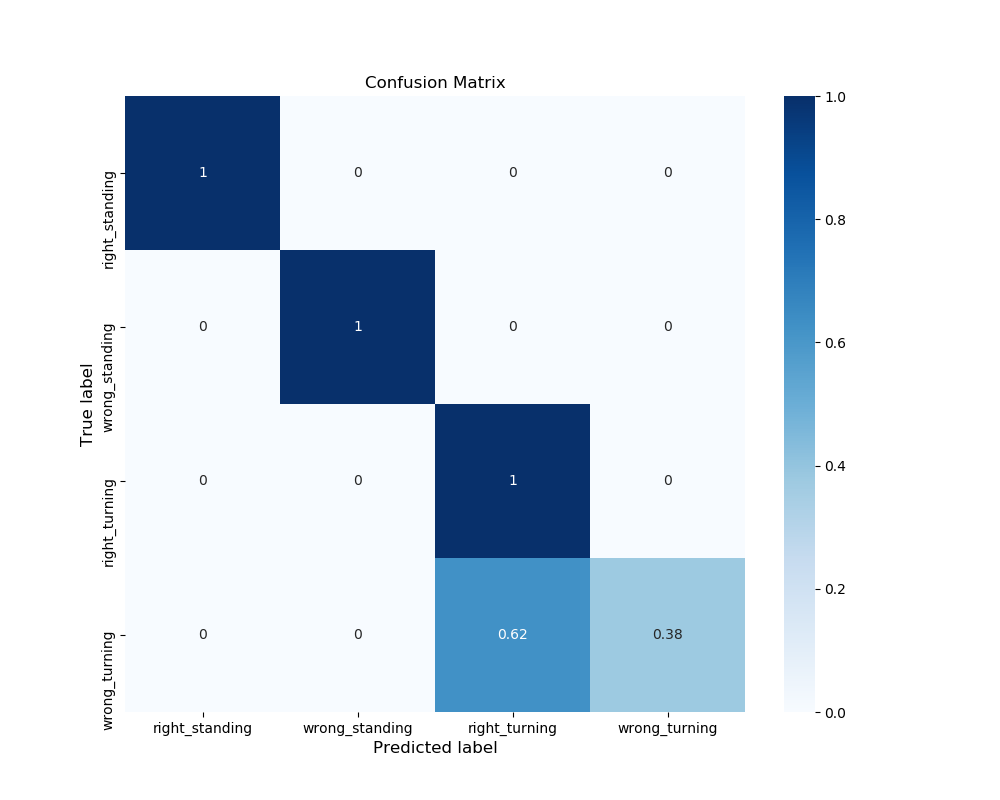 Confusion Matrix
True label
right_standing
1
0
0
0
wrong_standing
0
1
0
0
right_turning
0
0
1
0
wrong_turning
0
0
0.62
0.38
right_standing
wrong_standing
right_turning
wrong_turning
Predicted label
1.0
0.8
0.6
0.4
0.2
0.0